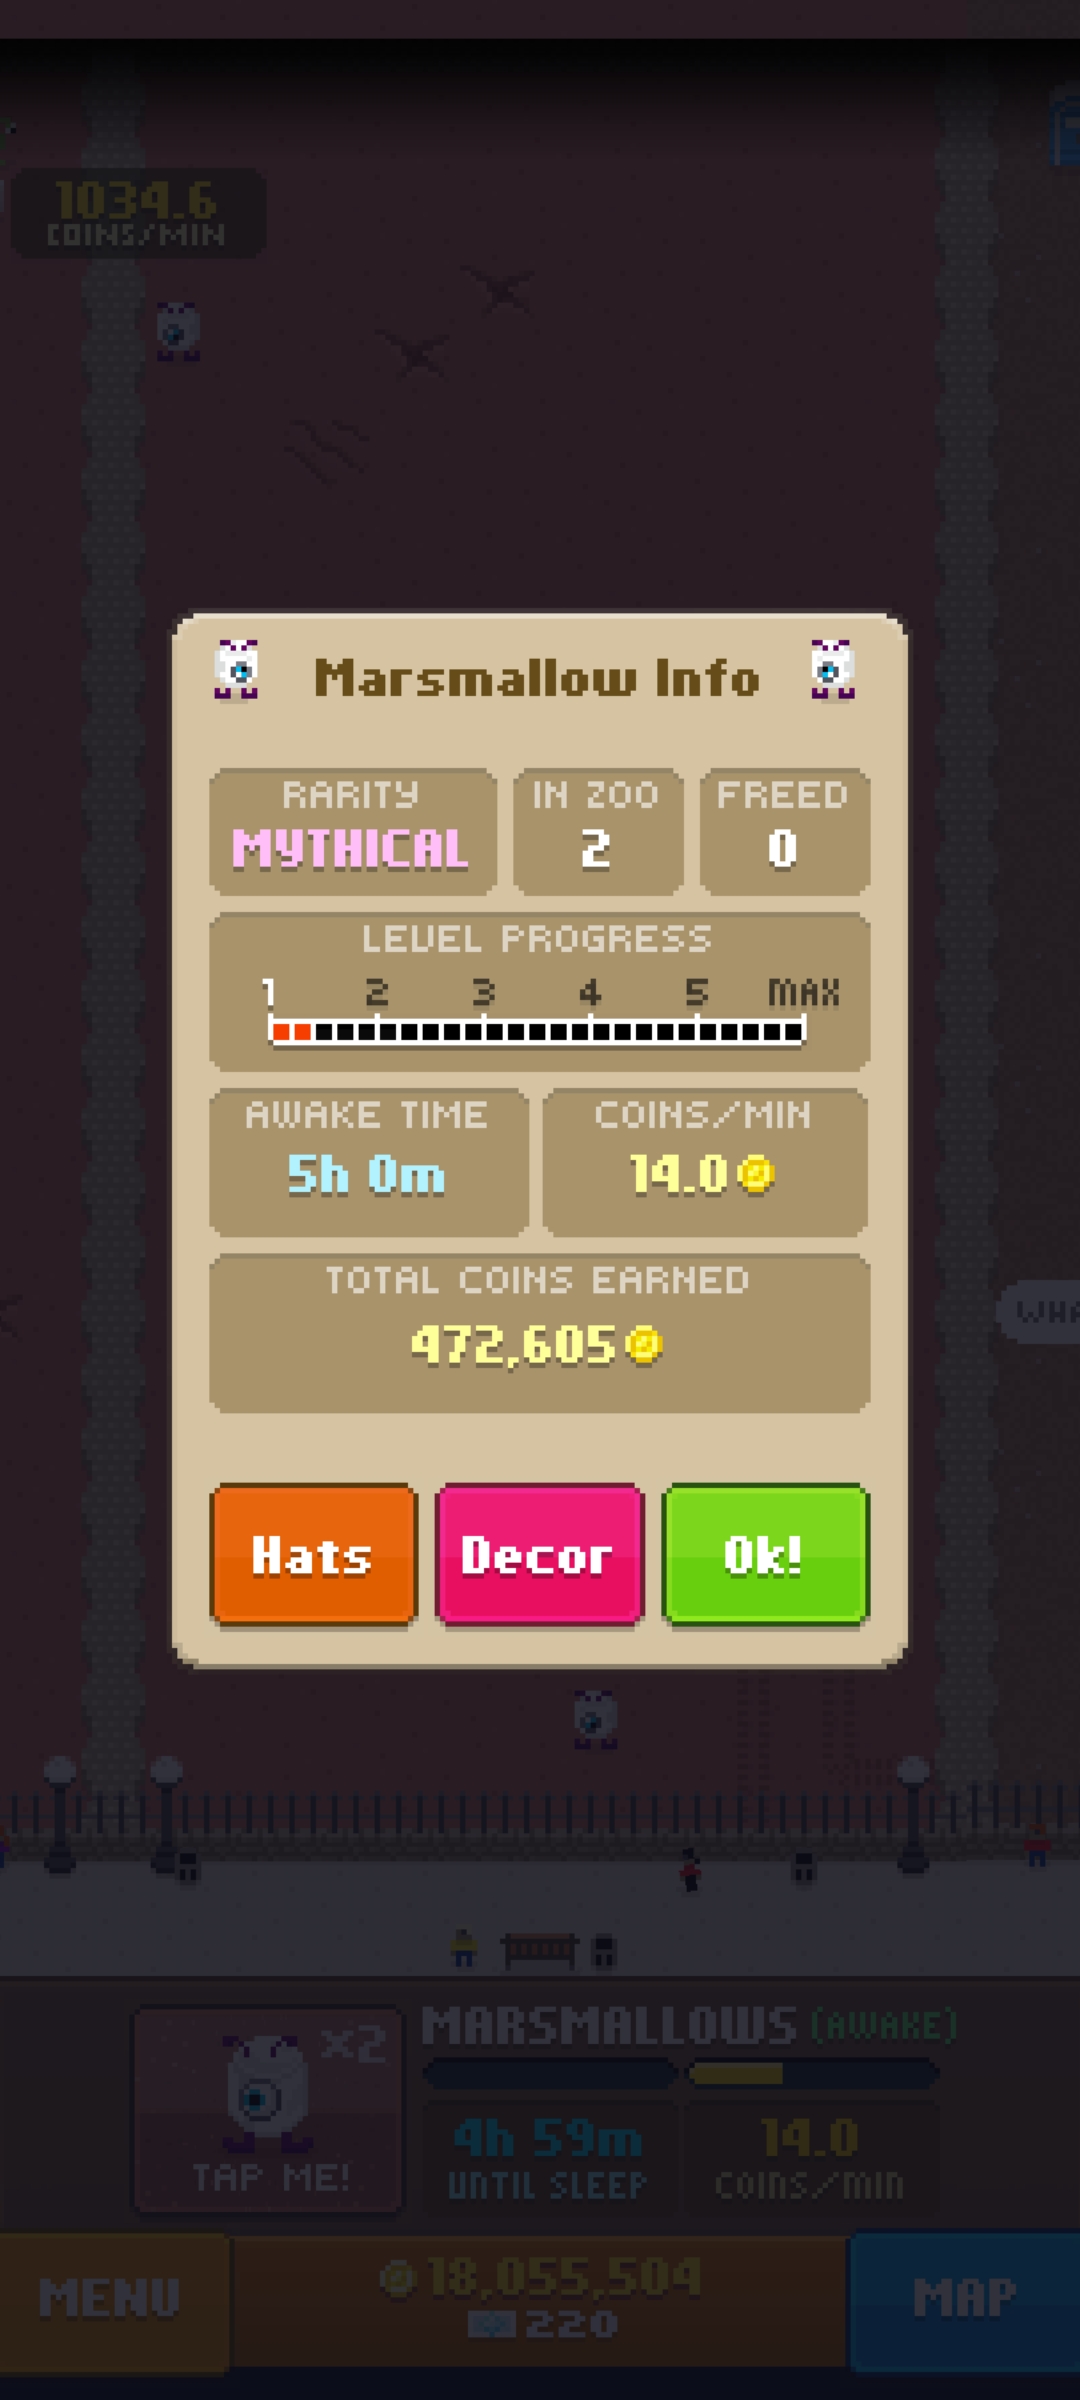 1034.6
COINS/MIN
Marsmallow Info
RARITY
MYTHICAL
IN ZOO
2
FREED
0
LEVEL PROGRESS
1 2 3 4 5 MAX
AWAKE TIME
5h 0m
COINS/MIN
14.0
TOTAL COINS EARNED
472,605
WHA
Hats
Decor
Ok!
x2
TAP ME!
MARSMALLOWS (AWAKE)
4h 59m
UNTIL SLEEP
14.0
COINS/MIN
MENU
18,055,504
220
MAP